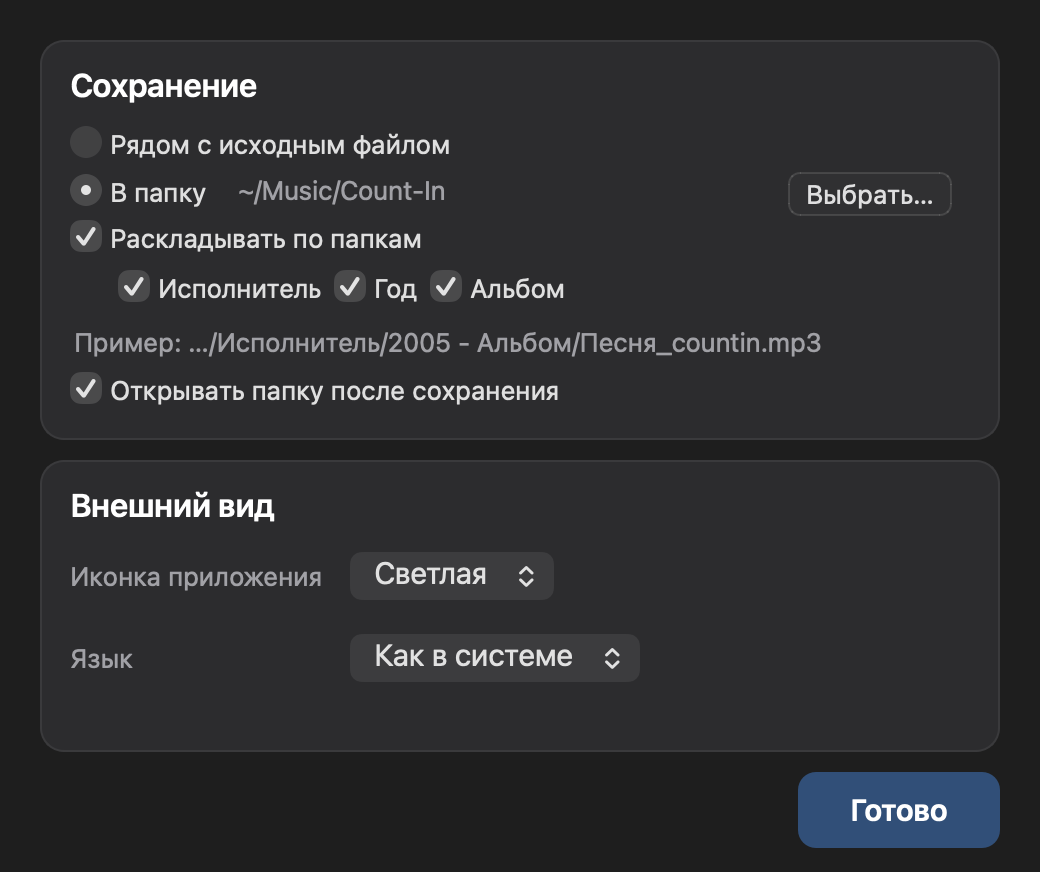 Сохранение
Рядом с исходным файлом
В папку ~/Music/Count-In Выбрать...
Раскладывать по папкам
Исполнитель Год Альбом
Пример: .../Исполнитель/2005 - Альбом/Песня_countin.mp3
Открывать папку после сохранения
Внешний вид
Иконка приложения Светлая
Язык Как в системе
Готово